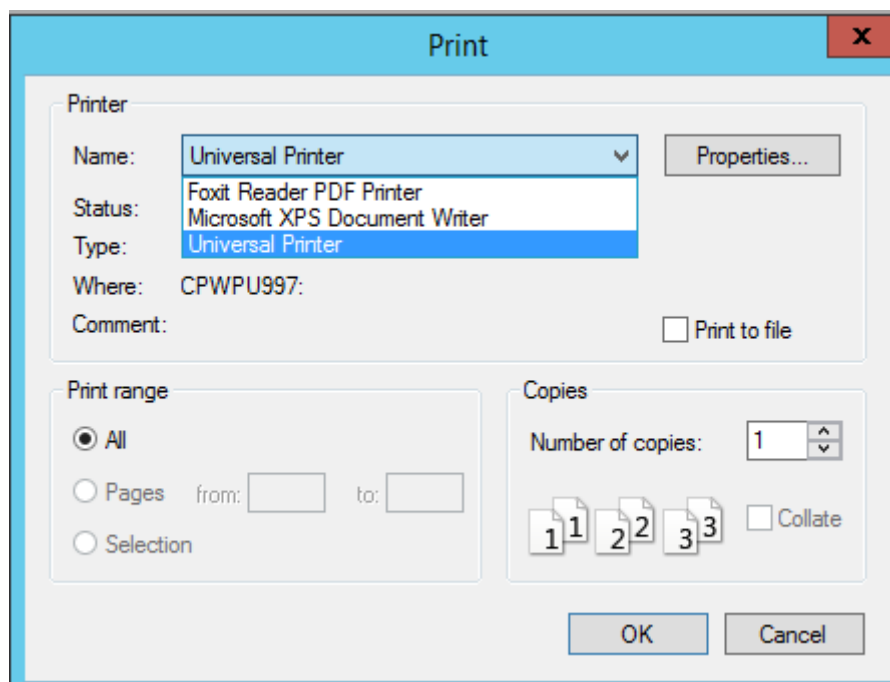 Print
x
Printer
Name:
Universal Printer
Properties...
Foxit Reader PDF Printer
Status:
Microsoft XPS Document Writer
Type:
Universal Printer
Where: CPWPU997:
Comment:
Print to file
Print range
All
Pages from: to:
Selection
Copies
Number of copies: 1
1 1 2 2 3 3
Collate
OK Cancel